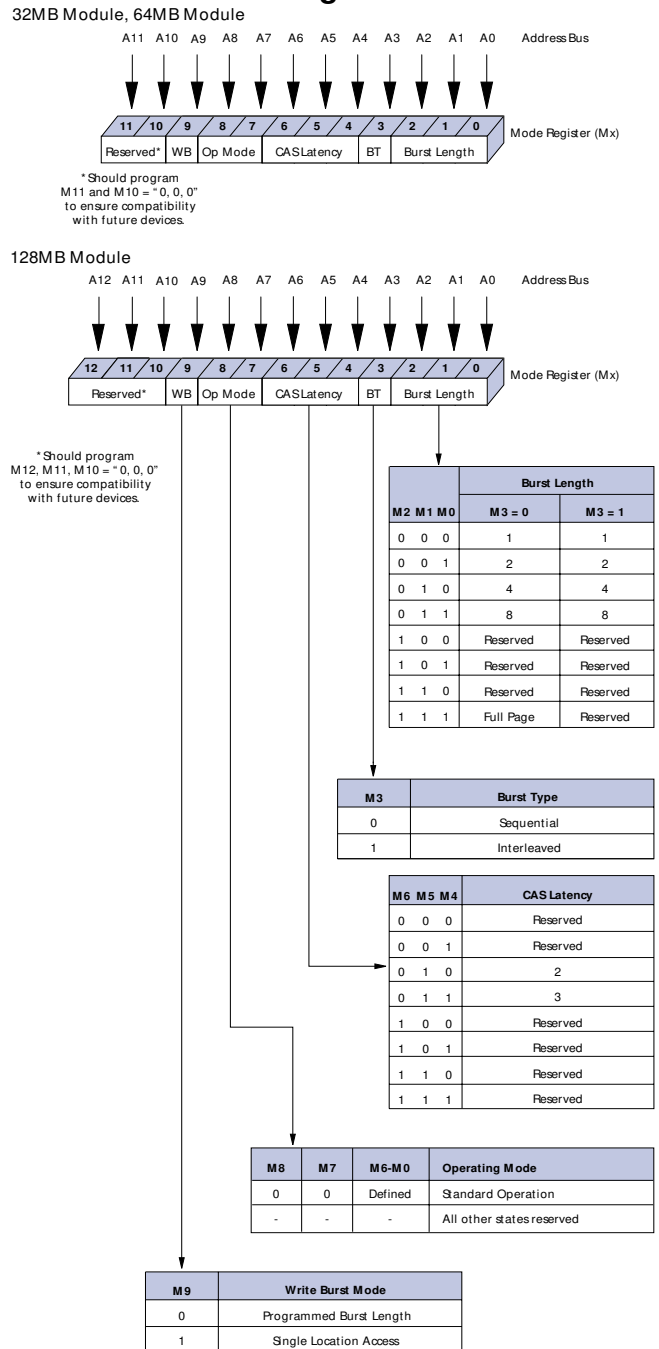 32MB Module, 64MB Module
A11 A10 A9 A8 A7 A6 A5 A4 A3 A2 A1 A0 Address Bus
11 10 9 8 7 6 5 4 3 2 1 0 Mode Register (Mx)
Reserved* WB Op Mode CAS Latency BT Burst Length
*Should program
M11 and M10 = “0, 0, 0”
to ensure compatibility
with future devices.
128MB Module
A12 A11 A10 A9 A8 A7 A6 A5 A4 A3 A2 A1 A0 Address Bus
12 11 10 9 8 7 6 5 4 3 2 1 0 Mode Register (Mx)
Reserved* WB Op Mode CAS Latency BT Burst Length
*Should program
M12, M11, M10 = “0, 0, 0”
to ensure compatibility
with future devices.
Burst Length
M2 M1 M0 M3 = 0 M3 = 1
0 0 0 1 1
0 0 1 2 2
0 1 0 4 4
0 1 1 8 8
1 0 0 Reserved Reserved
1 0 1 Reserved Reserved
1 1 0 Reserved Reserved
1 1 1 Full Page Reserved
M3 Burst Type
0 Sequential
1 Interleaved
M6 M5 M4 CAS Latency
0 0 0 Reserved
0 0 1 Reserved
0 1 0 2
0 1 1 3
1 0 0 Reserved
1 0 1 Reserved
1 1 0 Reserved
1 1 1 Reserved
M8 M7 M6-M0 Operating Mode
0 0 Defined Standard Operation
- - - All other states reserved
M9 Write Burst Mode
0 Programmed Burst Length
1 Single Location Access